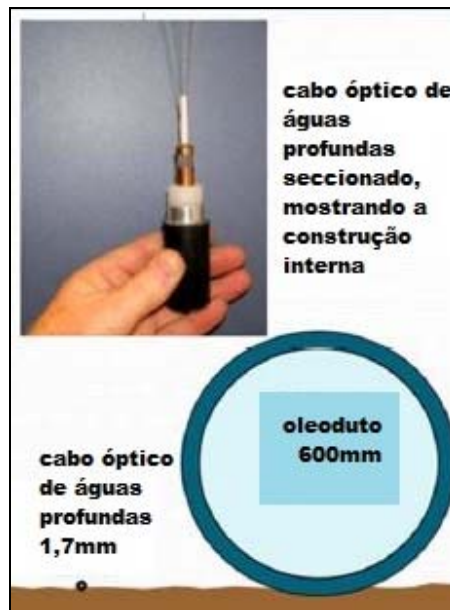 cabo óptico de
águas
profundas
seccionado,
mostrando a
construção
interna
oleoduto
600mm
cabo óptico
de águas
profundas
1,7mm